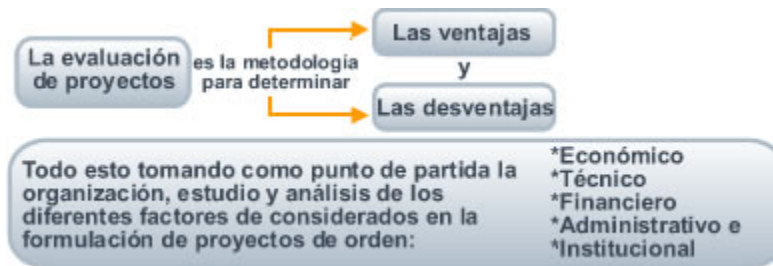 La evaluación
de proyectos
es la metodología
para determinar
Las ventajas
y
Las desventajas
Todo esto tomando como punto de partida la
organización, estudio y análisis de los
diferentes factores de considerados en la
formulación de proyectos de orden:
*Económico
*Técnico
*Financiero
*Administrativo e
*Institucional